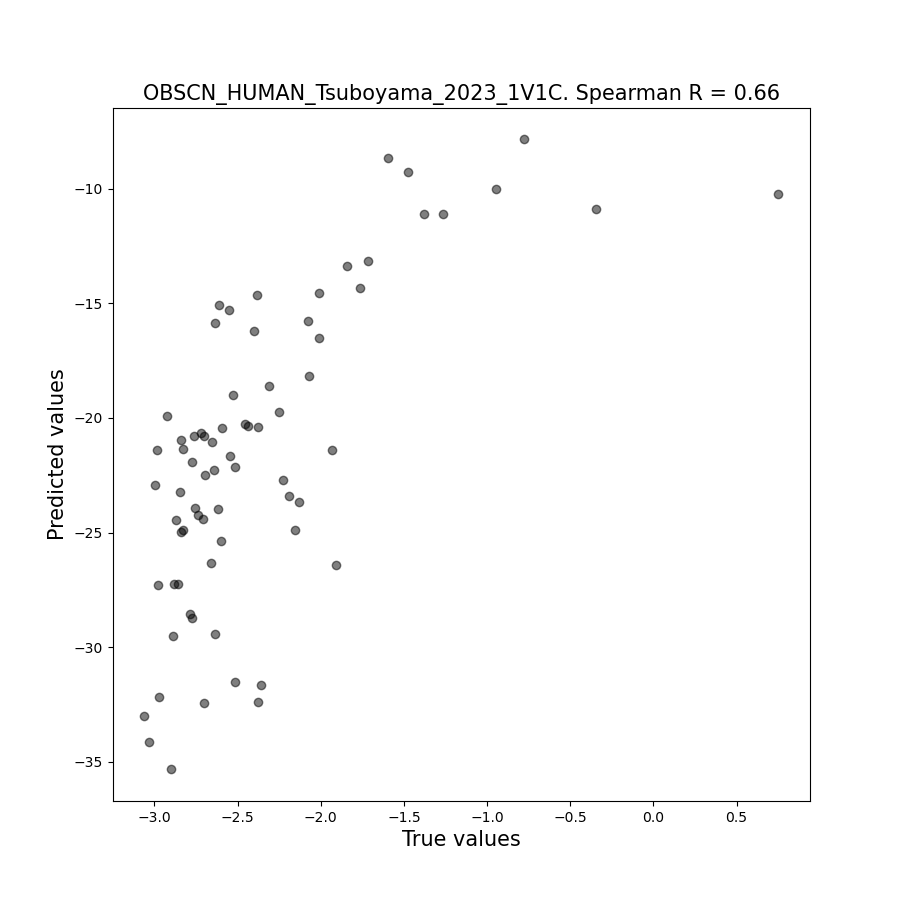 OBSCN_HUMAN_Tsuboyama_2023_1V1C. Spearman R = 0.66
Predicted values
−10
−15
−20
−25
−30
−35
−3.0 −2.5 −2.0 −1.5 −1.0 −0.5 0.0 0.5
True values